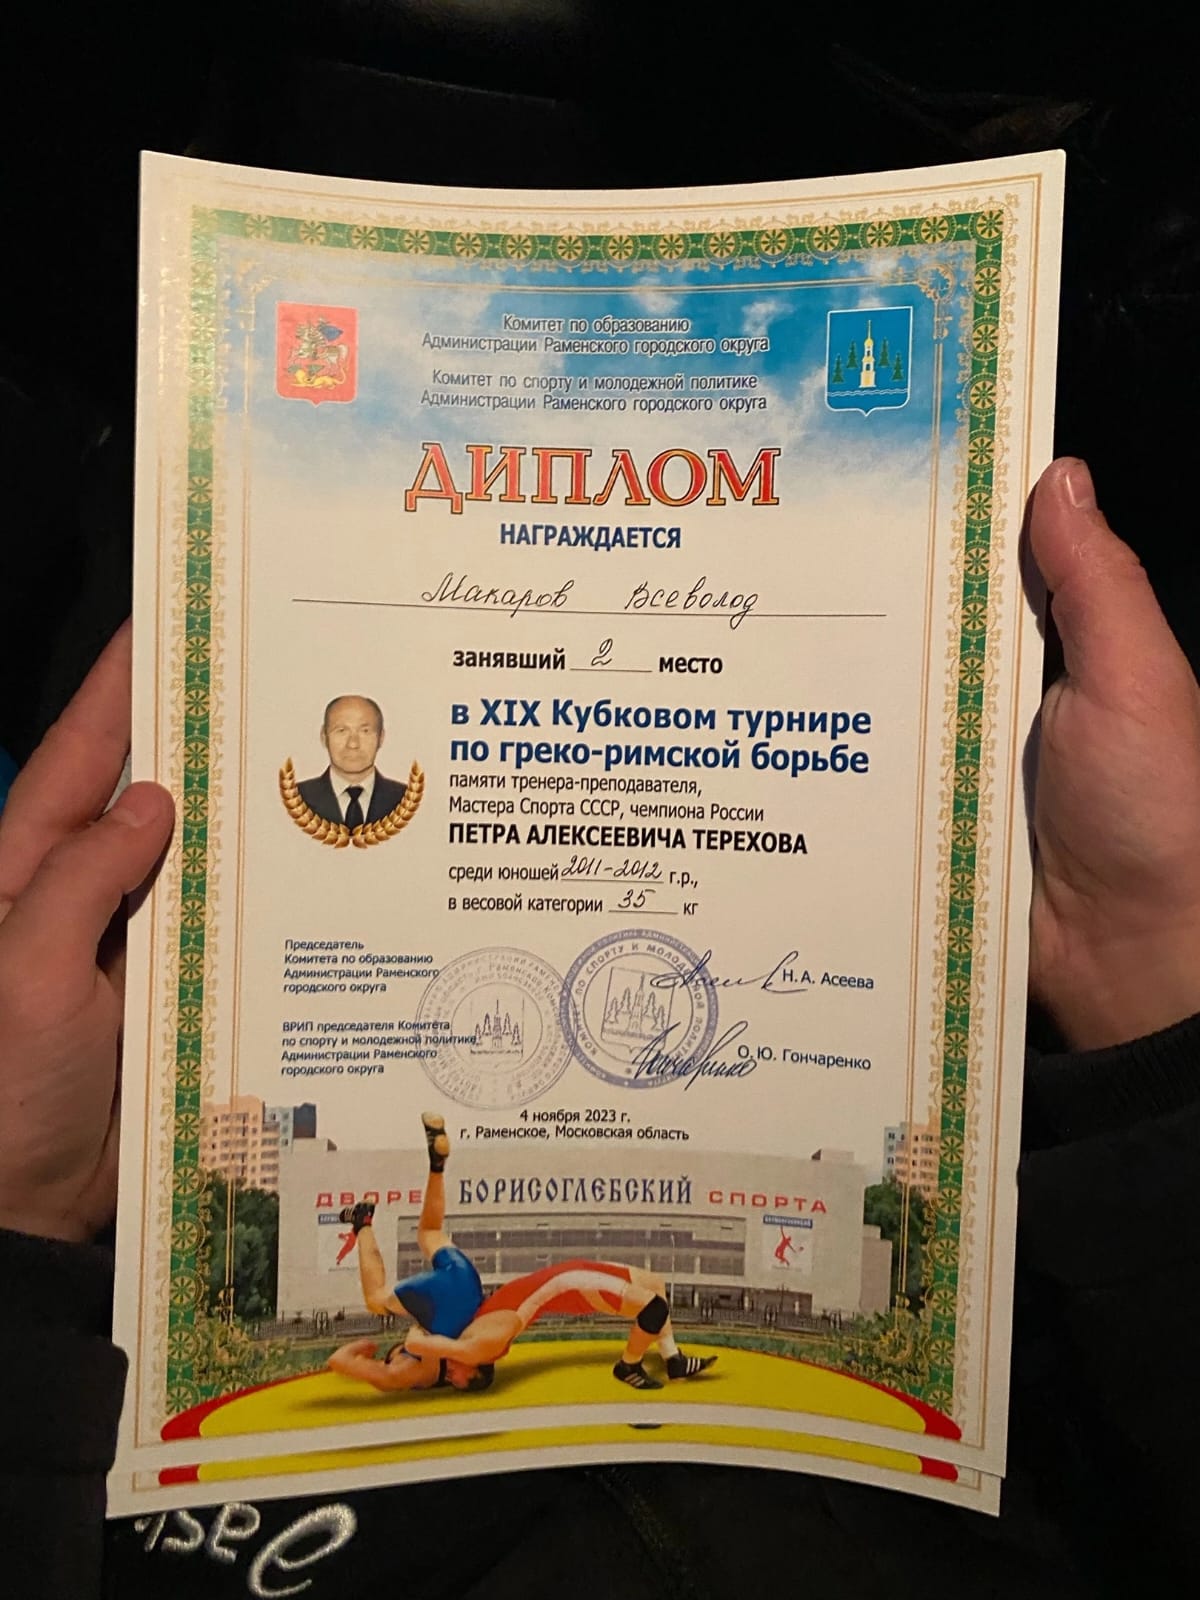 Комитет по образованию
Администрации Раменского городского округа
Комитет по спорту и молодежной политике
Администрации Раменского городского округа
ДИПЛОМ
НАГРАЖДАЕТСЯ
Макаров Всеволод
занявший 2 место
в XIX Кубковом турнире
по греко-римской борьбе
памяти тренера-преподавателя,
Мастера Спорта СССР, чемпиона России
ПЕТРА АЛЕКСЕЕВИЧА ТЕРЕХОВА
среди юношей 2011-2012 г.р.,
в весовой категории 35 кг
Председатель
Комитета по образованию
Администрации Раменского
городского округа
Н.А. Асеева
ВРИП председателя Комитета
по спорту и молодежной политике
Администрации Раменского
городского округа
О.Ю. Гончаренко
4 ноября 2023 г.
г. Раменское, Московская область
ДВОРЕ БОРИСОГЛЕБСКИЙ СПОРТА